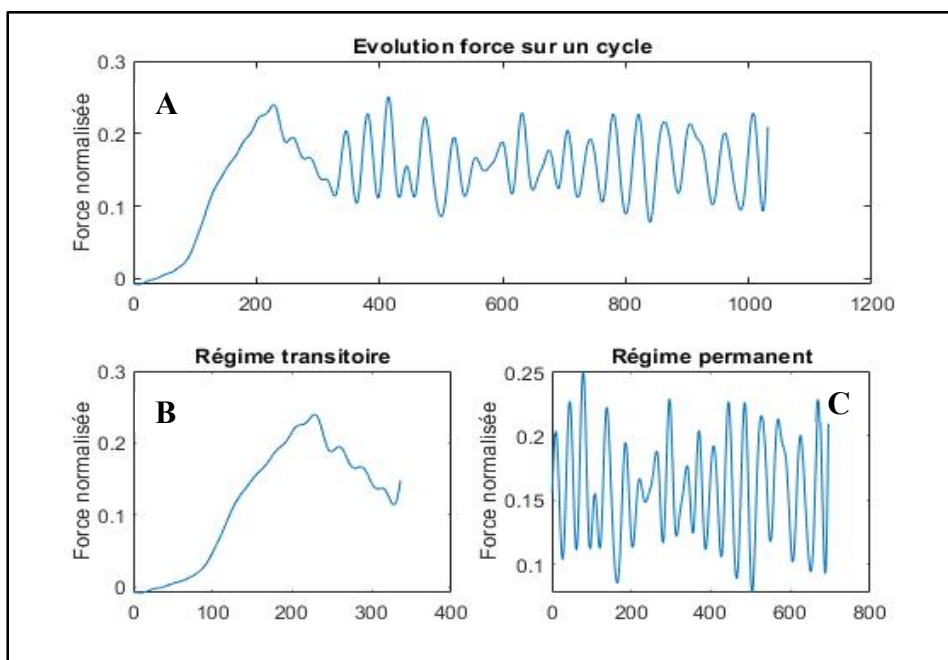 Evolution force sur un cycle
A
Force normalisée
0.3
0.2
0.1
0
0 200 400 600 800 1000 1200
Régime transitoire
B
Force normalisée
0.3
0.2
0.1
0
0 100 200 300 400
Régime permanent
C
Force normalisée
0.25
0.2
0.15
0.1
0 200 400 600 800